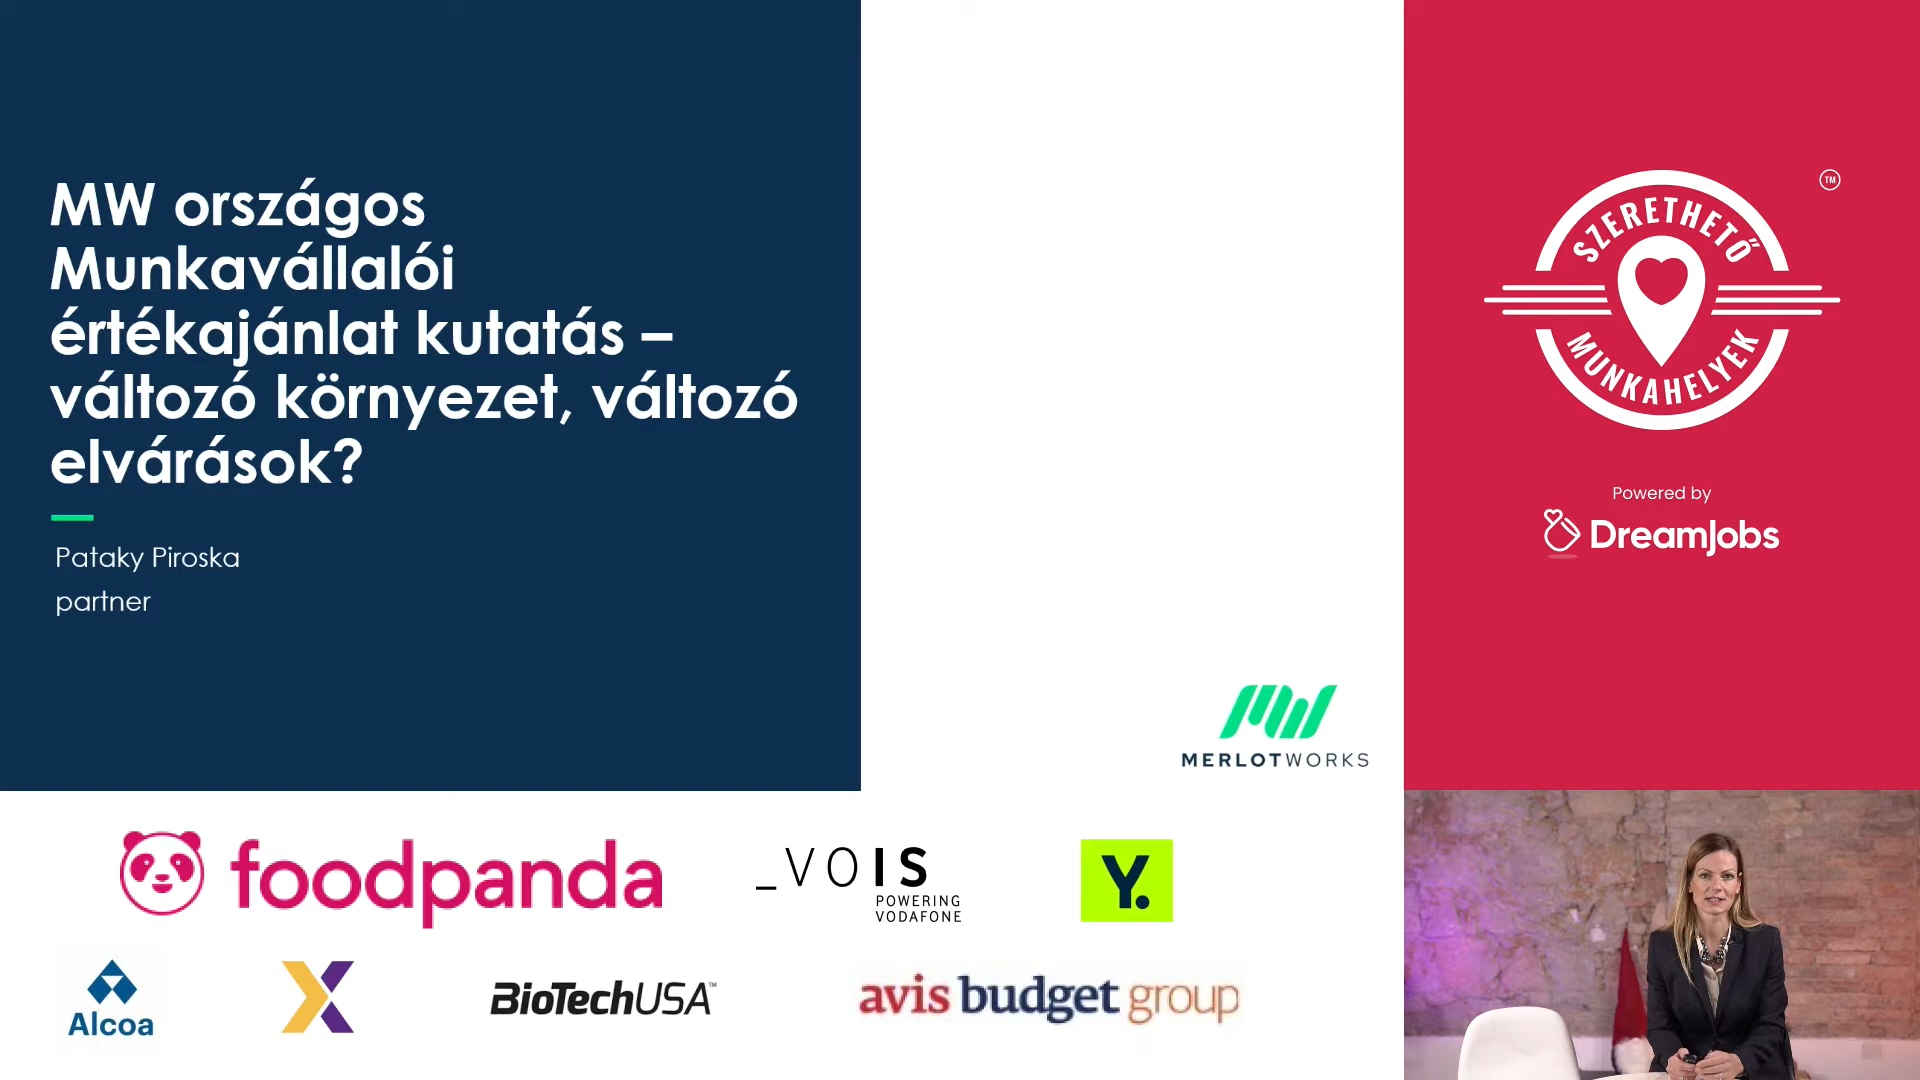 MW országos
Munkavállalói
értékajánlat kutatás –
változó környezet, változó
elvárások?
Pataky Piroska
partner
MERLOTWORKS
TM
SZERETHETŐ
MUNKAHELYEK
Powered by
DreamJobs
foodpanda
_VOIS
POWERING
VODAFONE
Y.
Alcoa
X
BioTechUSA™
avis budget group